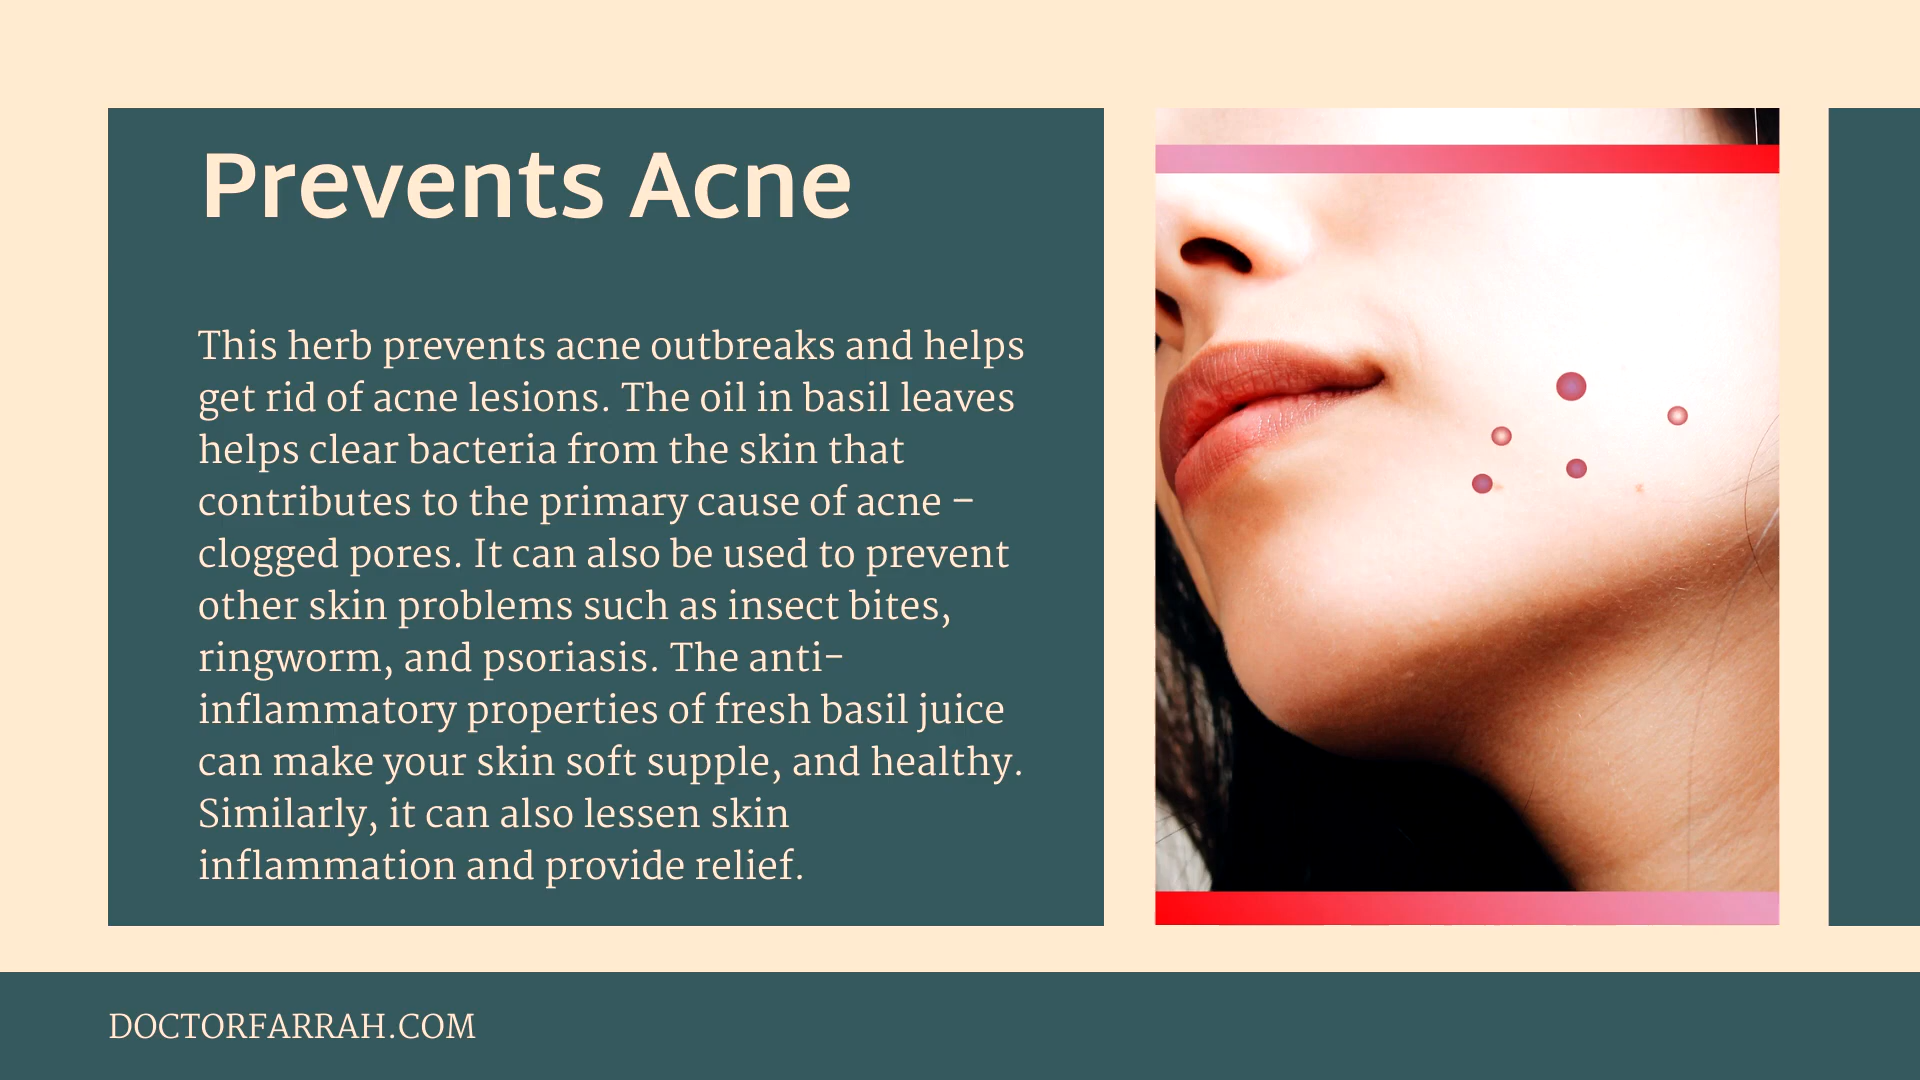 Prevents Acne
This herb prevents acne outbreaks and helps
get rid of acne lesions. The oil in basil leaves
helps clear bacteria from the skin that
contributes to the primary cause of acne –
clogged pores. It can also be used to prevent
other skin problems such as insect bites,
ringworm, and psoriasis. The anti-
inflammatory properties of fresh basil juice
can make your skin soft supple, and healthy.
Similarly, it can also lessen skin
inflammation and provide relief.
DOCTORFARRAH.COM